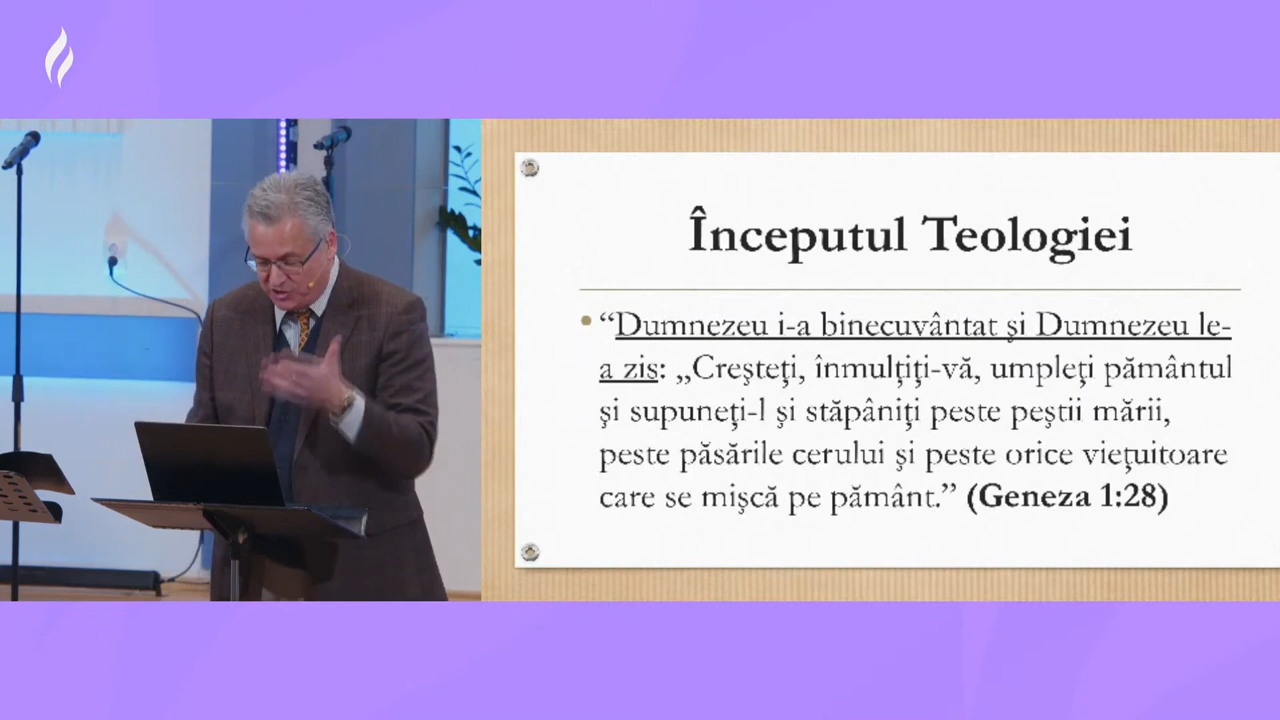 Începutul Teologiei
• “Dumnezeu i-a binecuvântat şi Dumnezeu le-
a zis: „Creşteţi, înmulţiţi-vă, umpleţi pământul
şi supuneţi-l şi stăpâniţi peste peştii mării,
peste păsările cerului şi peste orice vieţuitoare
care se mişcă pe pământ.” (Geneza 1:28)